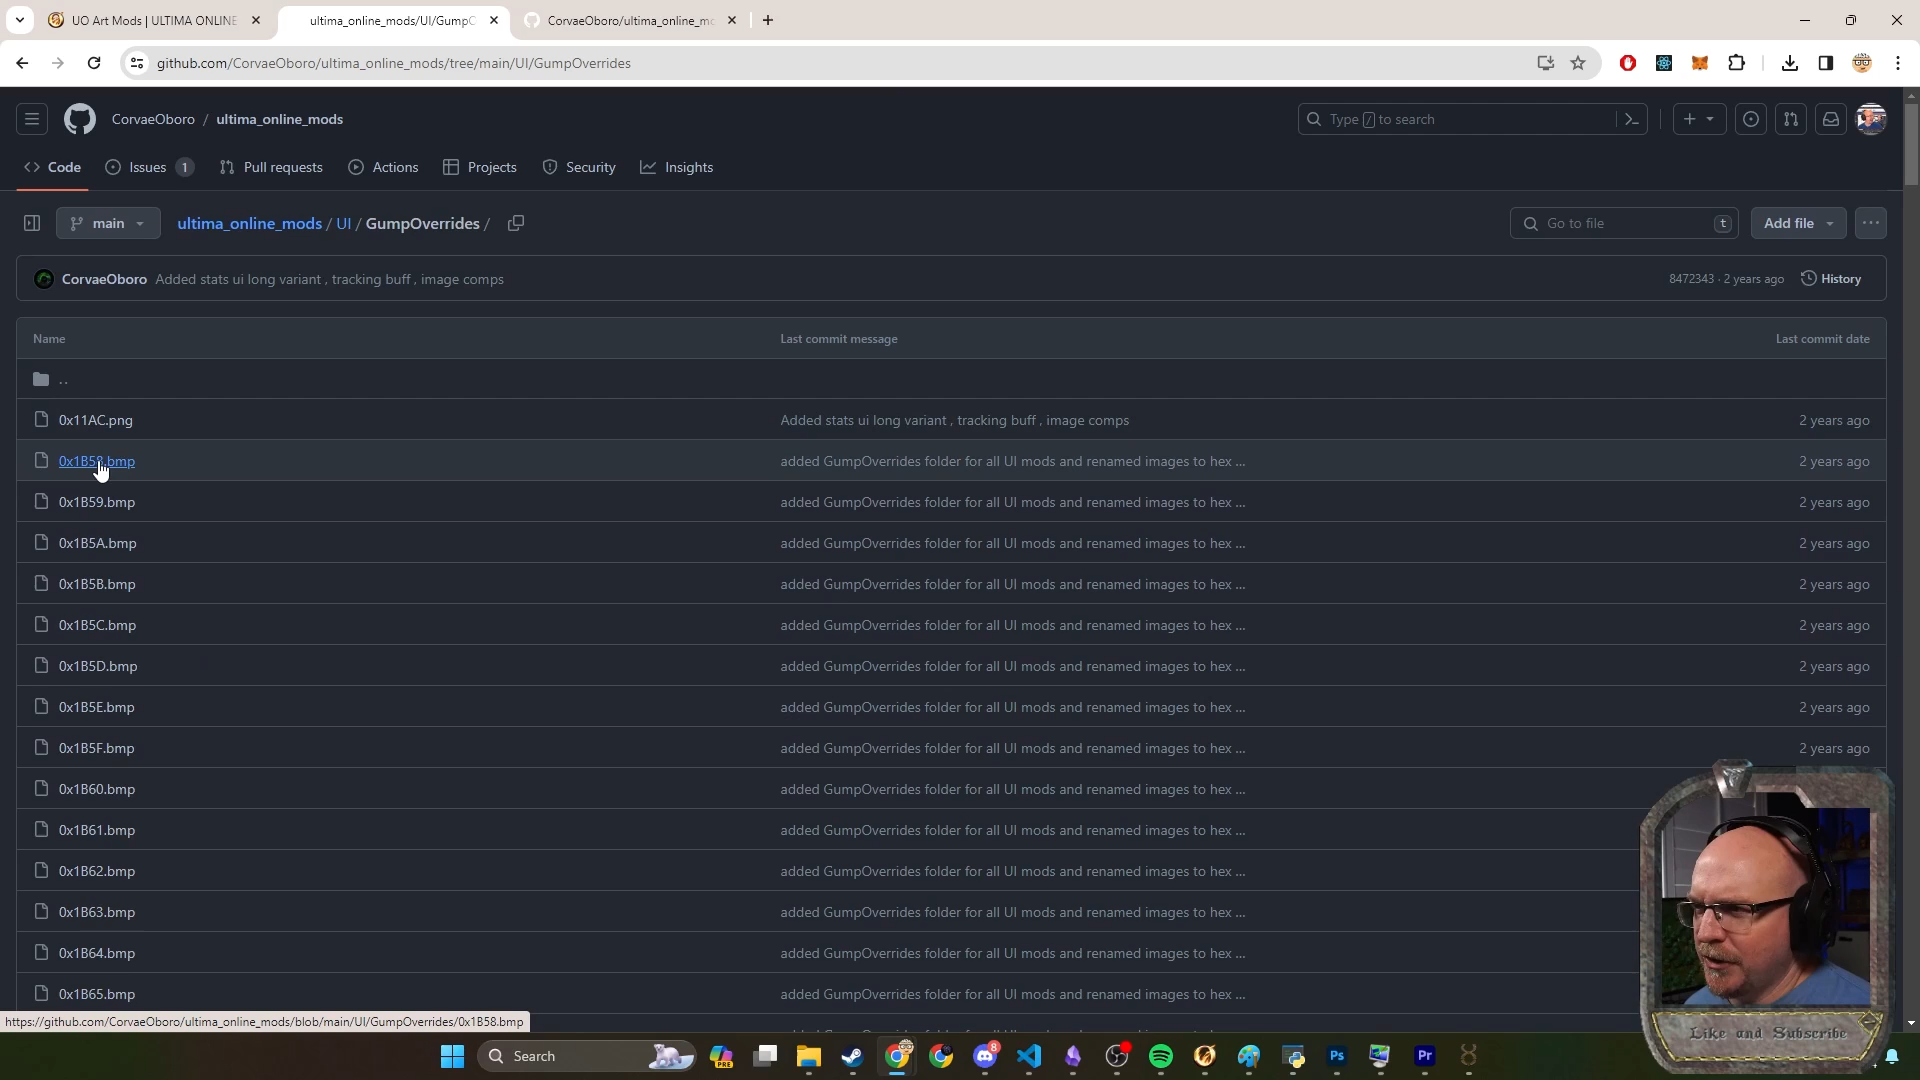 UO Art Mods | ULTIMA ONLINE
ultima_online_mods/UI/GumpO
CorvaeOboro/ultima_online_mo
github.com/CorvaeOboro/ultima_online_mods/tree/main/UI/GumpOverrides
CorvaeOboro / ultima_online_mods
Type / to search
Code Issues 1 Pull requests Actions Projects Security Insights
main ultima_online_mods / UI / GumpOverrides /
Go to file t Add file
CorvaeOboro Added stats ui long variant , tracking buff , image comps 8472343 · 2 years ago History
Name Last commit message Last commit date
..
0x11AC.png Added stats ui long variant , tracking buff , image comps 2 years ago
0x1B58.bmp added GumpOverrides folder for all UI mods and renamed images to hex ... 2 years ago
0x1B59.bmp added GumpOverrides folder for all UI mods and renamed images to hex ... 2 years ago
0x1B5A.bmp added GumpOverrides folder for all UI mods and renamed images to hex ... 2 years ago
0x1B5B.bmp added GumpOverrides folder for all UI mods and renamed images to hex ... 2 years ago
0x1B5C.bmp added GumpOverrides folder for all UI mods and renamed images to hex ... 2 years ago
0x1B5D.bmp added GumpOverrides folder for all UI mods and renamed images to hex ... 2 years ago
0x1B5E.bmp added GumpOverrides folder for all UI mods and renamed images to hex ... 2 years ago
0x1B5F.bmp added GumpOverrides folder for all UI mods and renamed images to hex ... 2 years ago
0x1B60.bmp added GumpOverrides folder for all UI mods and renamed images to hex ...
0x1B61.bmp added GumpOverrides folder for all UI mods and renamed images to hex ...
0x1B62.bmp added GumpOverrides folder for all UI mods and renamed images to hex ...
0x1B63.bmp added GumpOverrides folder for all UI mods and renamed images to hex ...
0x1B64.bmp added GumpOverrides folder for all UI mods and renamed images to hex ...
0x1B65.bmp added GumpOverrides folder for all UI mods and renamed images to hex ...
https://github.com/CorvaeOboro/ultima_online_mods/blob/main/UI/GumpOverrides/0x1B58.bmp
Like and Subscribe
Search
PRE
8
Ps
Pr